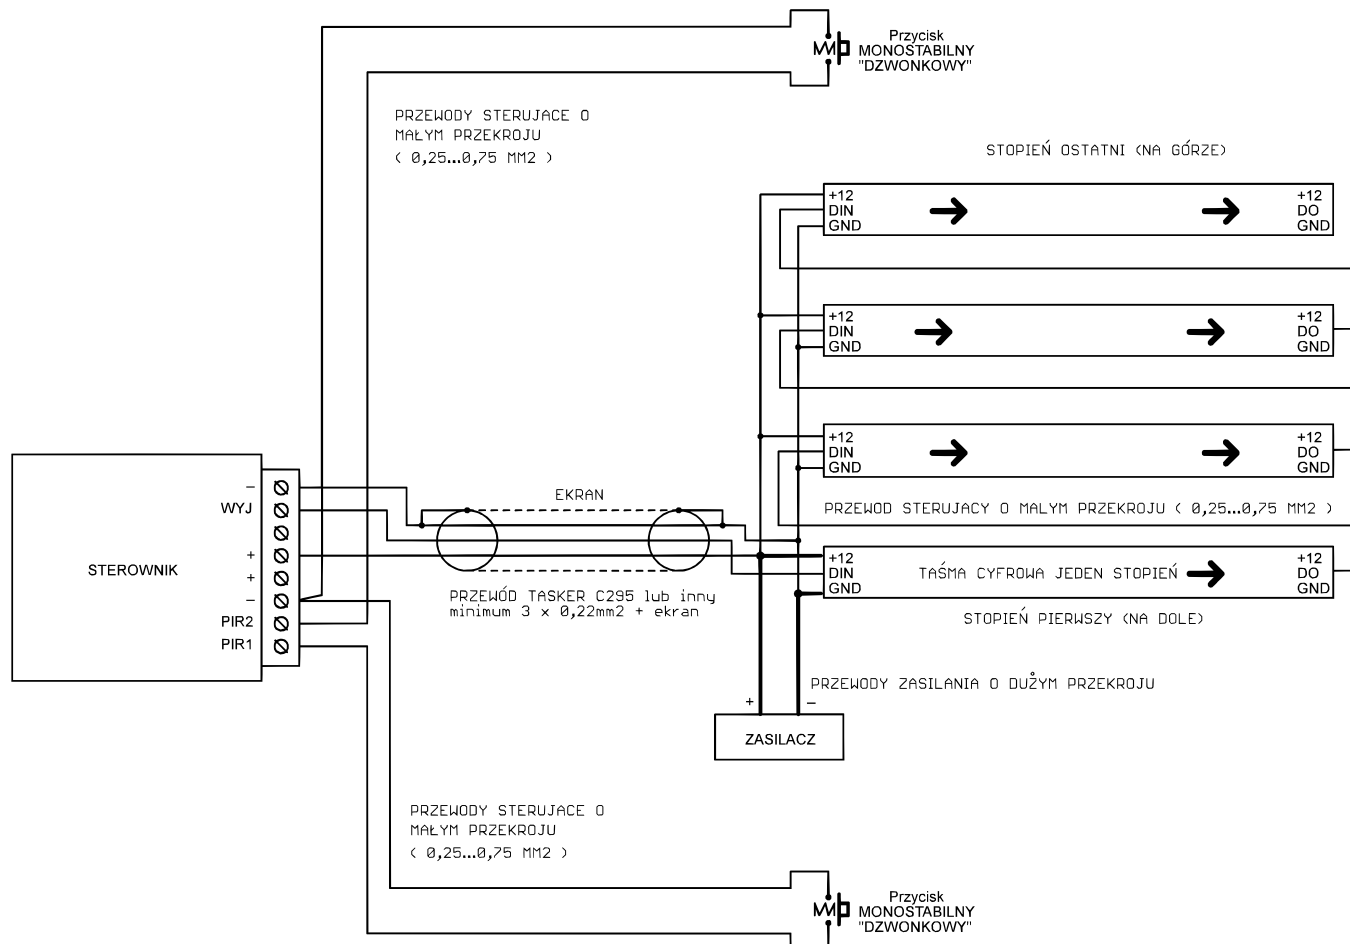 Przycisk
MONOSTABILNY
"DZWONKOWY"
PRZEWODY STERUJACE O
MAŁYM PRZEKROJU
( 0,25...0,75 MM2 )
STOPIEŃ OSTATNI (NA GÓRZE)
+12
DIN
GND
+12
DO
GND
+12
DIN
GND
+12
DO
GND
+12
DIN
GND
+12
DO
GND
PRZEWOD STERUJACY O MALYM PRZEKROJU ( 0,25...0,75 MM2 )
+12
DIN
GND
TAŚMA CYFROWA JEDEN STOPIEŃ
+12
DO
GND
STOPIEŃ PIERWSZY (NA DOLE)
STEROWNIK
–
WYJ
+
+
–
PIR2
PIR1
EKRAN
PRZEWÓD TASKER C295 lub inny
minimum 3 x 0,22mm2 + ekran
PRZEWODY ZASILANIA O DUŻYM PRZEKROJU
+ –
ZASILACZ
PRZEWODY STERUJACE O
MAŁYM PRZEKROJU
( 0,25...0,75 MM2 )
Przycisk
MONOSTABILNY
"DZWONKOWY"